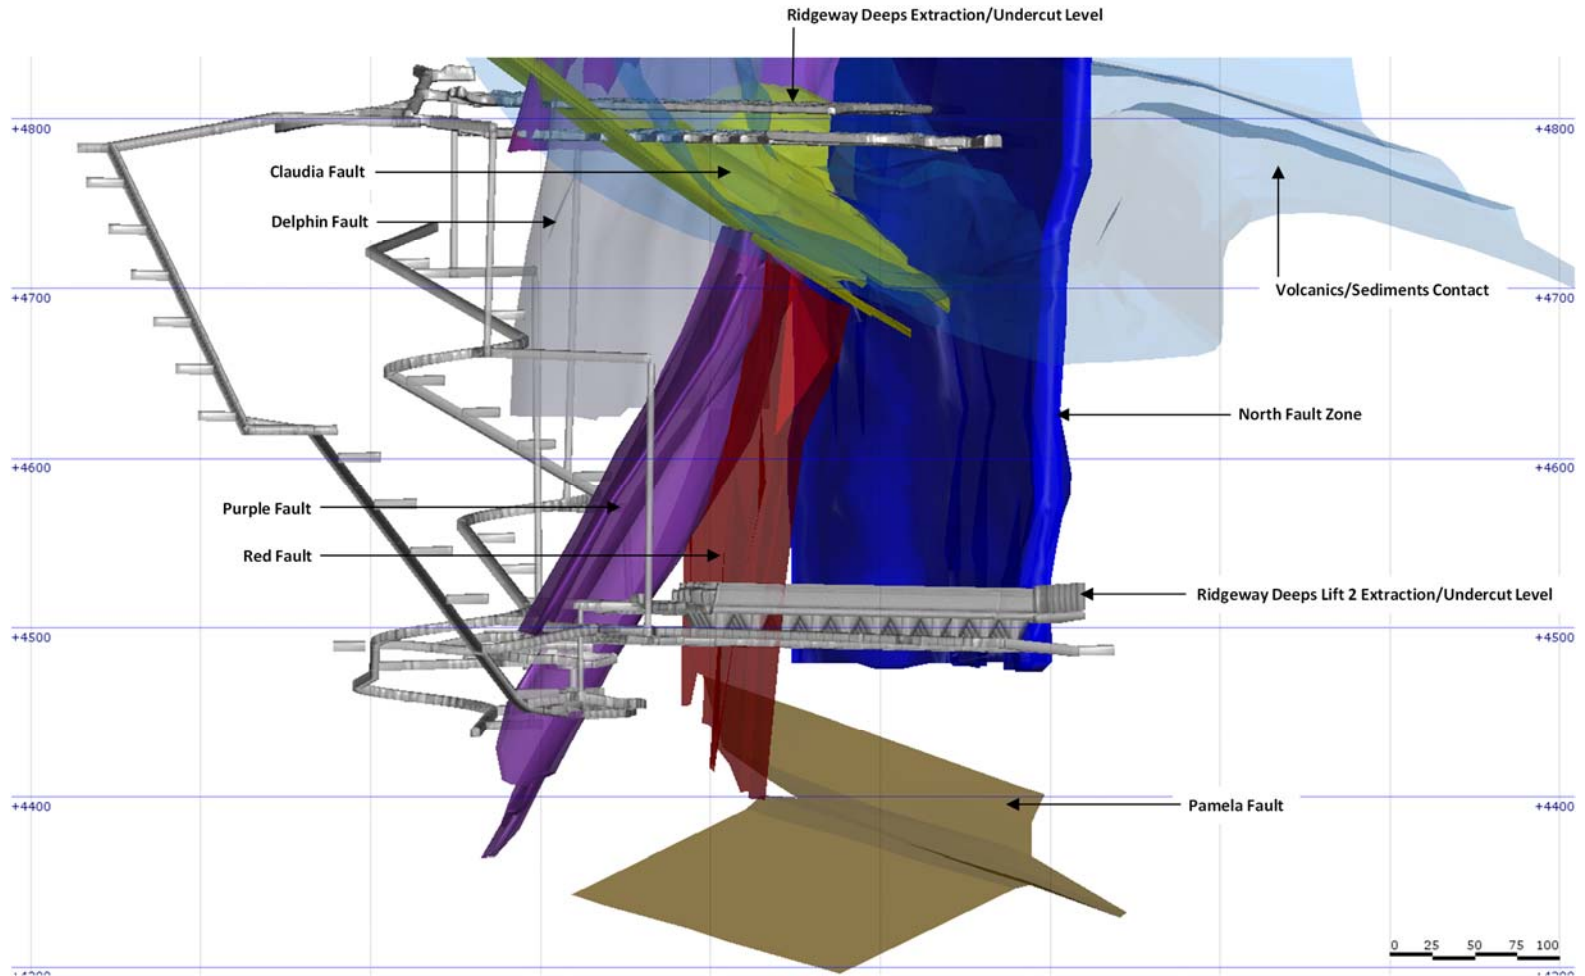 Ridgeway Deeps Extraction/Undercut Level
+4800
+4800
Claudia Fault
Delphin Fault
Volcanics/Sediments Contact
+4700
+4700
North Fault Zone
+4600
+4600
Purple Fault
Red Fault
Ridgeway Deeps Lift 2 Extraction/Undercut Level
+4500
+4500
+4400
+4400
Pamela Fault
0 25 50 75 100